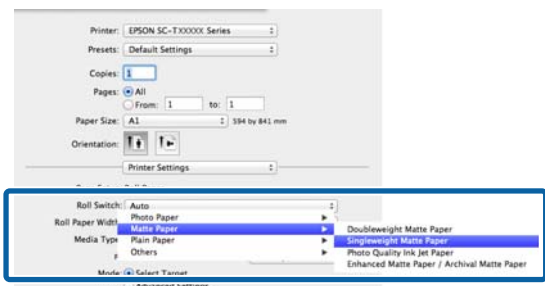 Printer: EPSON SC-TXXXXX Series
Presets: Default Settings
Copies: 1
Pages: All
From: 1 to: 1
Paper Size: A1 594 by 841 mm
Orientation:
Printer Settings
Roll Switch: Auto
Photo Paper
Roll Paper Width
Matte Paper
Doubleweight Matte Paper
Media Type
Plain Paper
Singleweight Matte Paper
Others
Photo Quality Ink Jet Paper
Enhanced Matte Paper / Archival Matte Paper
Mode: Select Target